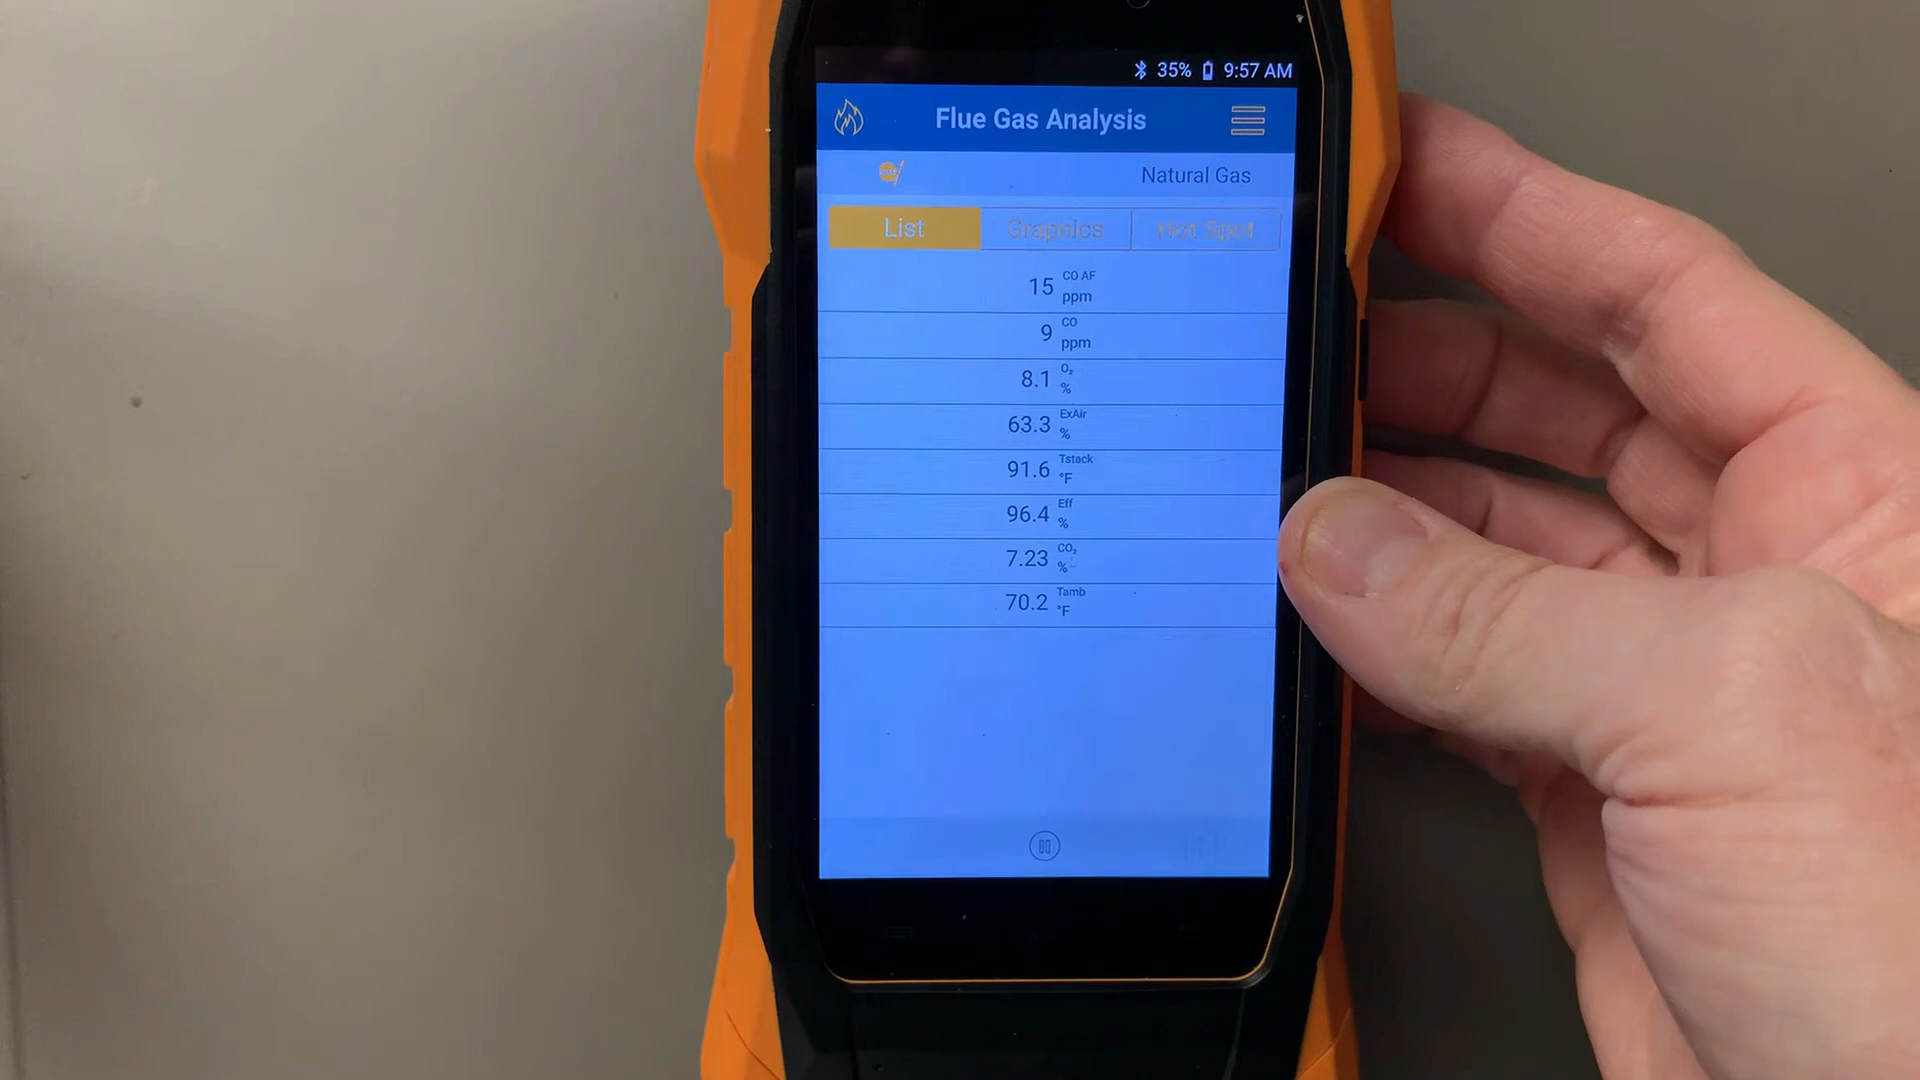 35% 9:57 AM
Flue Gas Analysis
Natural Gas
List Graphics Hot Spot
15 CO AF ppm
9 CO ppm
8.1 O₂ %
63.3 ExAir %
91.6 Tstack °F
96.4 Eff %
7.23 CO₂ %
70.2 Tamb °F